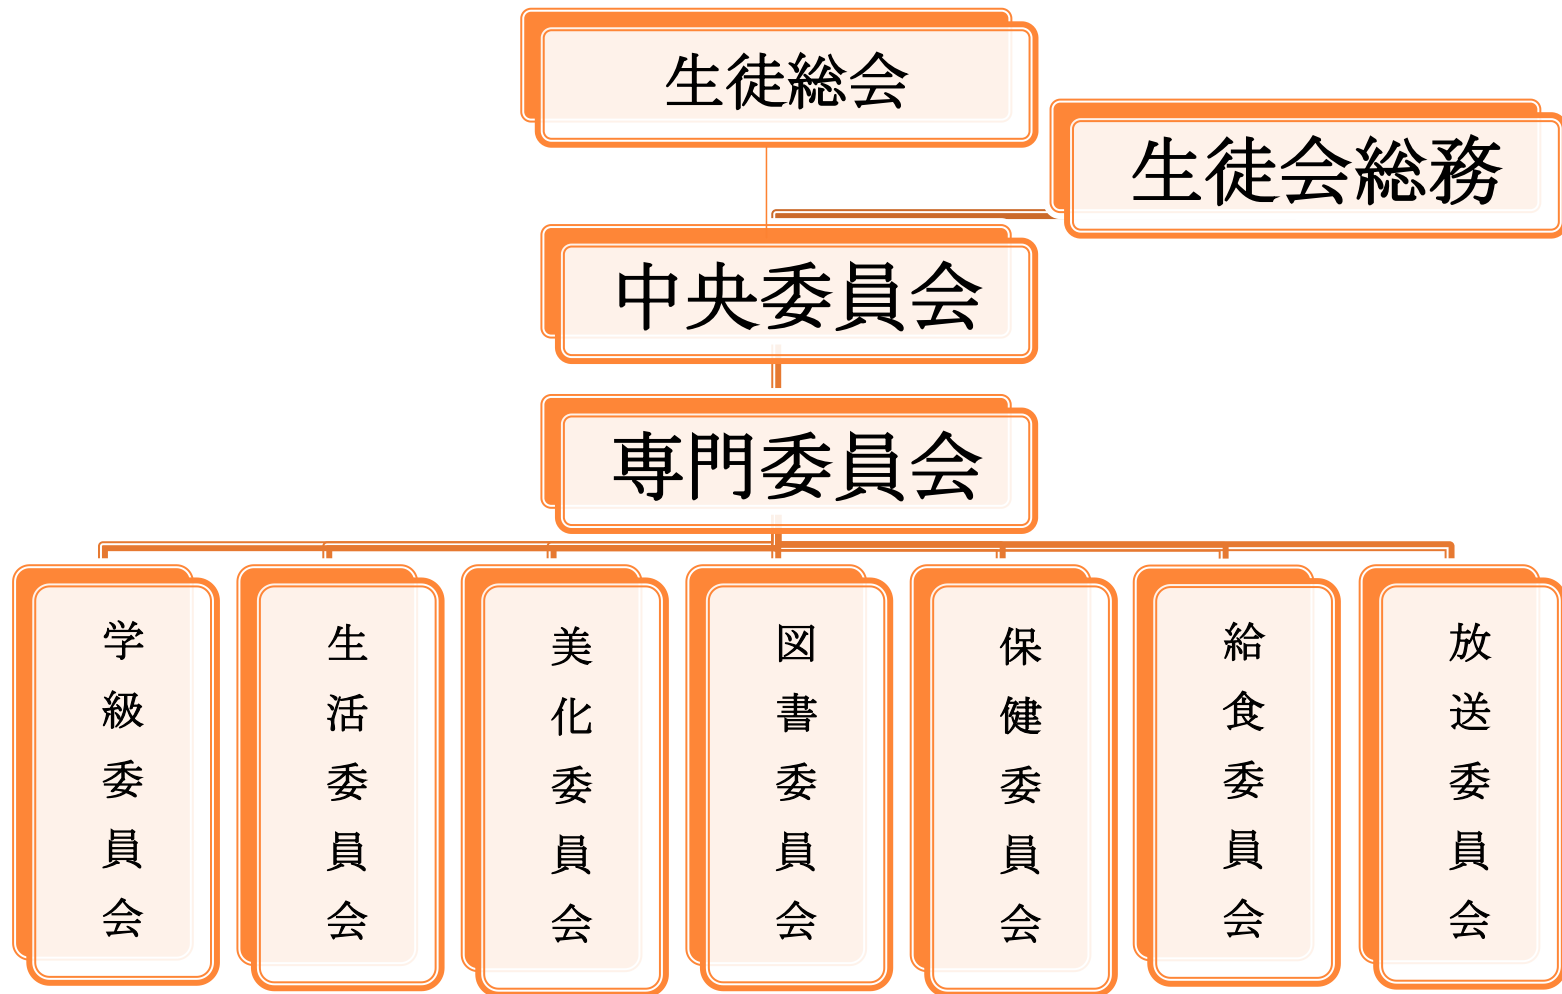 生徒総会
生徒会総務
中央委員会
専門委員会
学級委員会
生活委員会
美化委員会
図書委員会
保健委員会
給食委員会
放送委員会